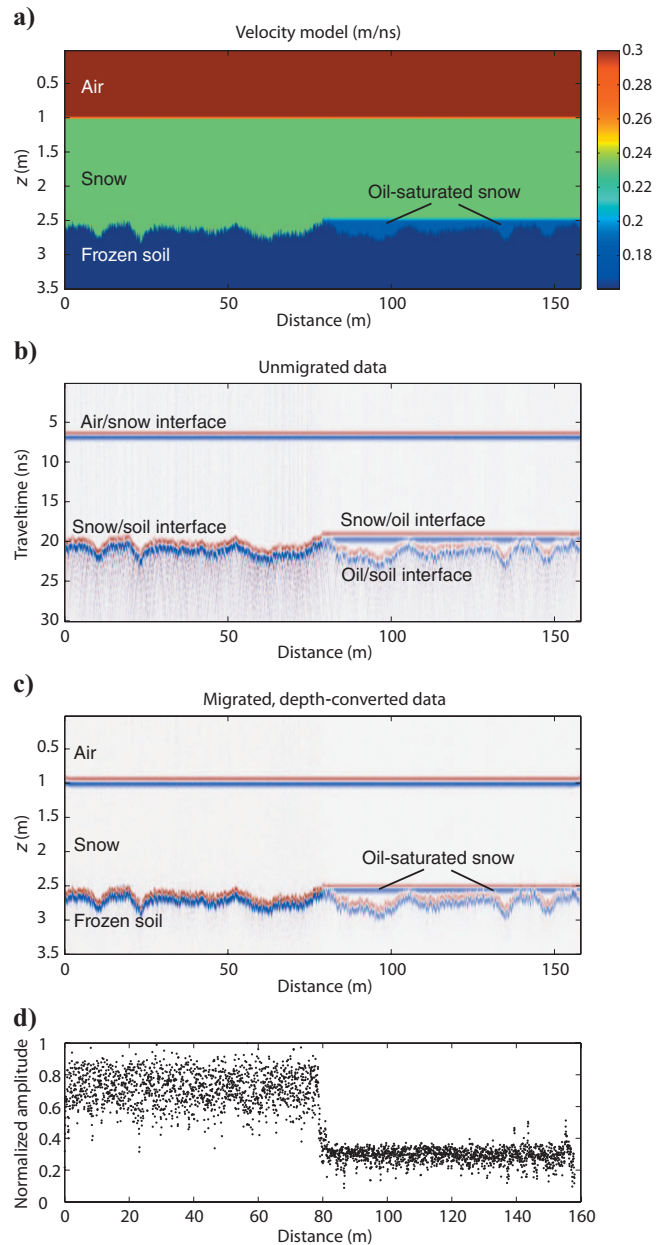 a)
Velocity model (m/ns)
Air
Snow
Oil-saturated snow
Frozen soil
z (m)
0.5
1
1.5
2
2.5
3
3.5
0 50 100 150
Distance (m)
0.3
0.28
0.26
0.24
0.22
0.2
0.18
b)
Unmigrated data
Air/snow interface
Snow/soil interface
Snow/oil interface
Oil/soil interface
Traveltime (ns)
5
10
15
20
25
30
0 50 100 150
Distance (m)
c)
Migrated, depth-converted data
Air
Snow
Oil-saturated snow
Frozen soil
z (m)
0.5
1
1.5
2
2.5
3
3.5
0 50 100 150
Distance (m)
d)
Normalized amplitude
1
0.8
0.6
0.4
0.2
0
0 20 40 60 80 100 120 140 160
Distance (m)